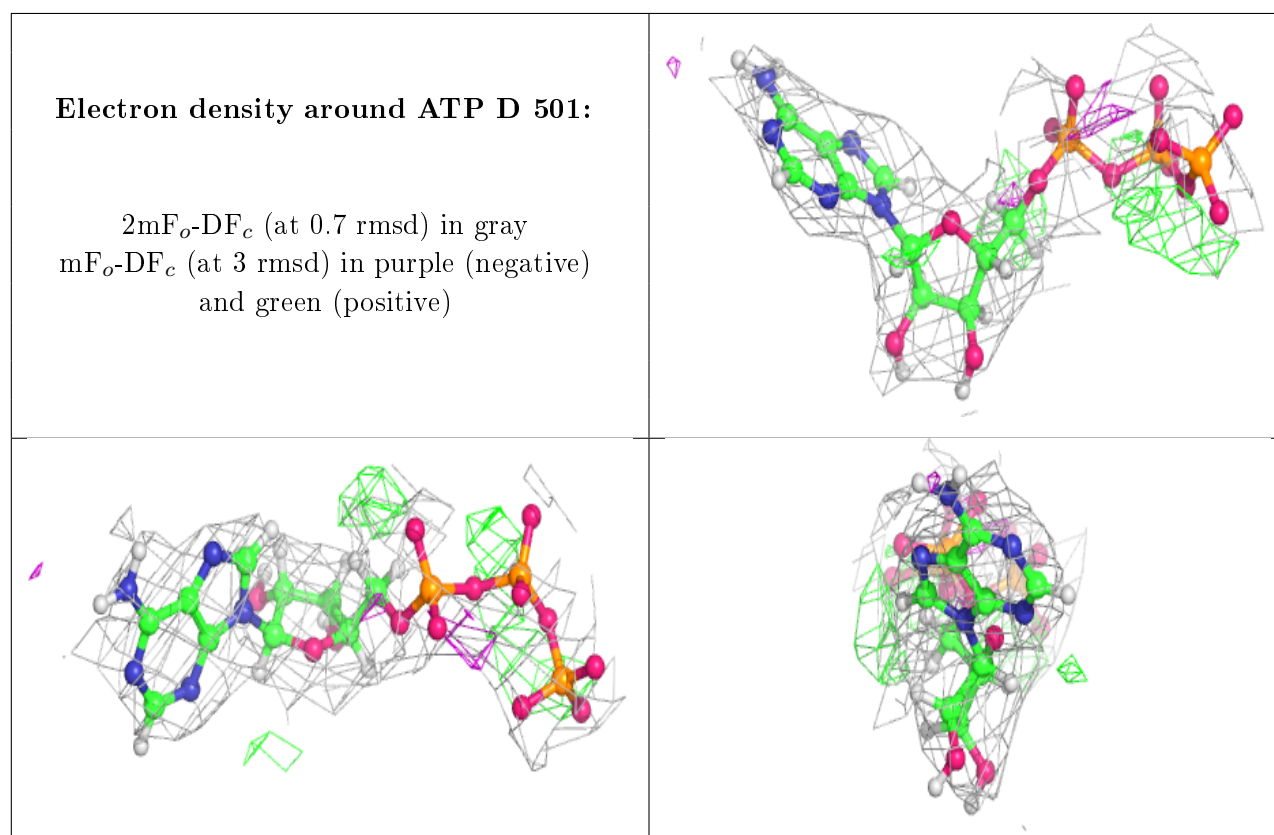 Electron density around ATP D 501:
2mFₒ-DF𝒸 (at 0.7 rmsd) in gray
mFₒ-DF𝒸 (at 3 rmsd) in purple (negative)
and green (positive)